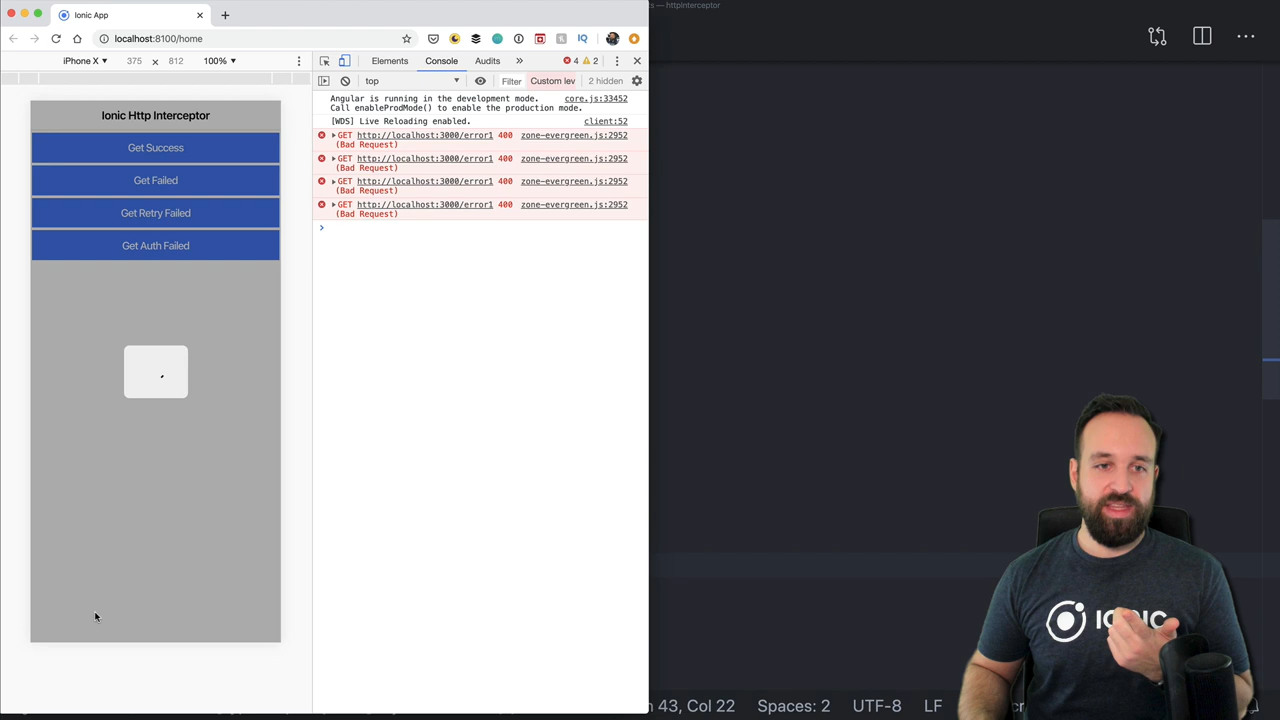 Ionic App
s — httpInterceptor
localhost:8100/home
IQ
iPhone X ▾ 375 × 812 100% ▾
Elements Console Audits » 4 2
top Filter Custom lev 2 hidden
Angular is running in the development mode. core.js:33452
Call enableProdMode() to enable the production mode.
[WDS] Live Reloading enabled. client:52
GET http://localhost:3000/error1 400 zone-evergreen.js:2952
(Bad Request)
GET http://localhost:3000/error1 400 zone-evergreen.js:2952
(Bad Request)
GET http://localhost:3000/error1 400 zone-evergreen.js:2952
(Bad Request)
GET http://localhost:3000/error1 400 zone-evergreen.js:2952
(Bad Request)
Ionic Http Interceptor
Get Success
Get Failed
Get Retry Failed
Get Auth Failed
IONIC
43, Col 22 Spaces: 2 UTF-8 LF